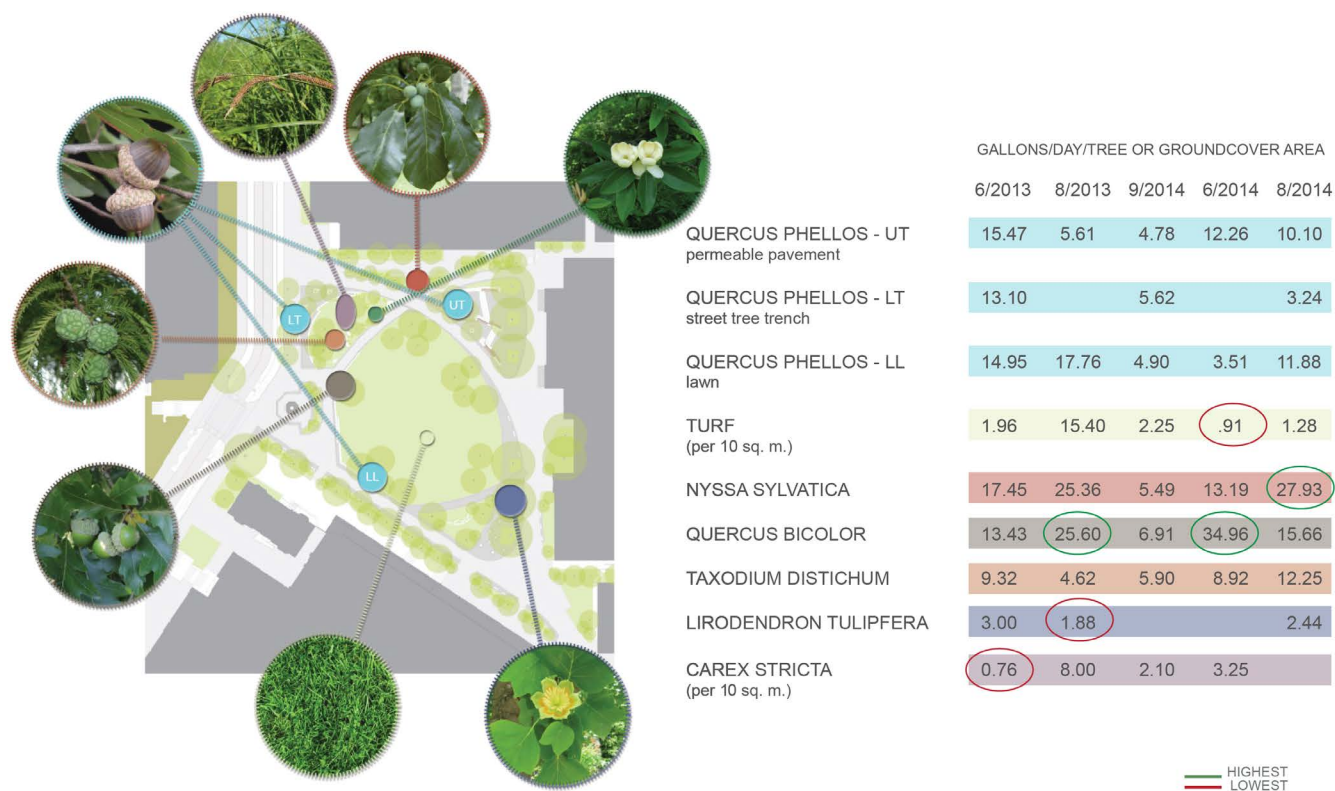 GALLONS/DAY/TREE OR GROUNDCOVER AREA
6/2013 8/2013 9/2014 6/2014 8/2014
QUERCUS PHELLOS - UT 15.47 5.61 4.78 12.26 10.10
permeable pavement
QUERCUS PHELLOS - LT 13.10 5.62 3.24
street tree trench
QUERCUS PHELLOS - LL 14.95 17.76 4.90 3.51 11.88
lawn
TURF 1.96 15.40 2.25 .91 1.28
(per 10 sq. m.)
NYSSA SYLVATICA 17.45 25.36 5.49 13.19 27.93
QUERCUS BICOLOR 13.43 25.60 6.91 34.96 15.66
TAXODIUM DISTICHUM 9.32 4.62 5.90 8.92 12.25
LIRODENDRON TULIPFERA 3.00 1.88 2.44
CAREX STRICTA 0.76 8.00 2.10 3.25
(per 10 sq. m.)
UT
LT
LL
HIGHEST
LOWEST